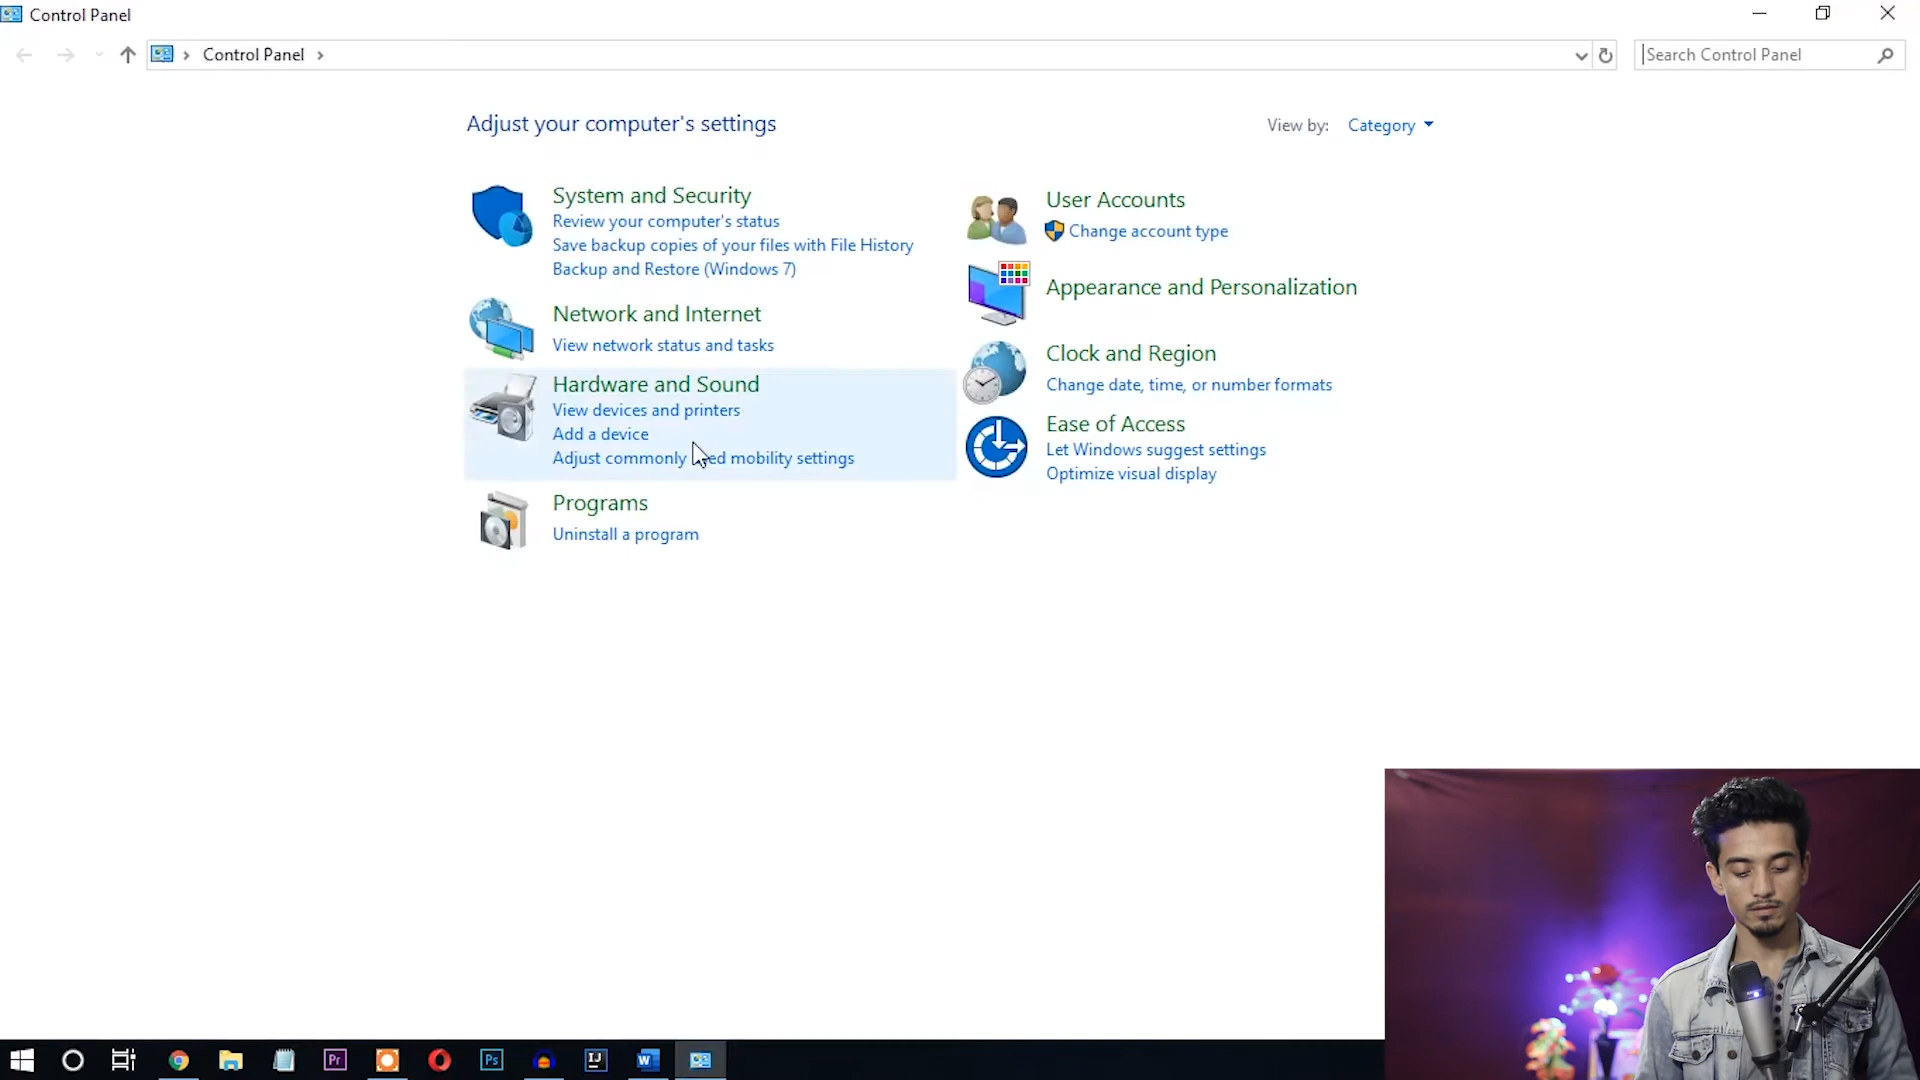 Control Panel
Control Panel
Search Control Panel
Adjust your computer's settings
View by: Category
System and Security
Review your computer's status
Save backup copies of your files with File History
Backup and Restore (Windows 7)
Network and Internet
View network status and tasks
Hardware and Sound
View devices and printers
Add a device
Adjust commonly ed mobility settings
Programs
Uninstall a program
User Accounts
Change account type
Appearance and Personalization
Clock and Region
Change date, time, or number formats
Ease of Access
Let Windows suggest settings
Optimize visual display
Pr
Ps
IJ
W